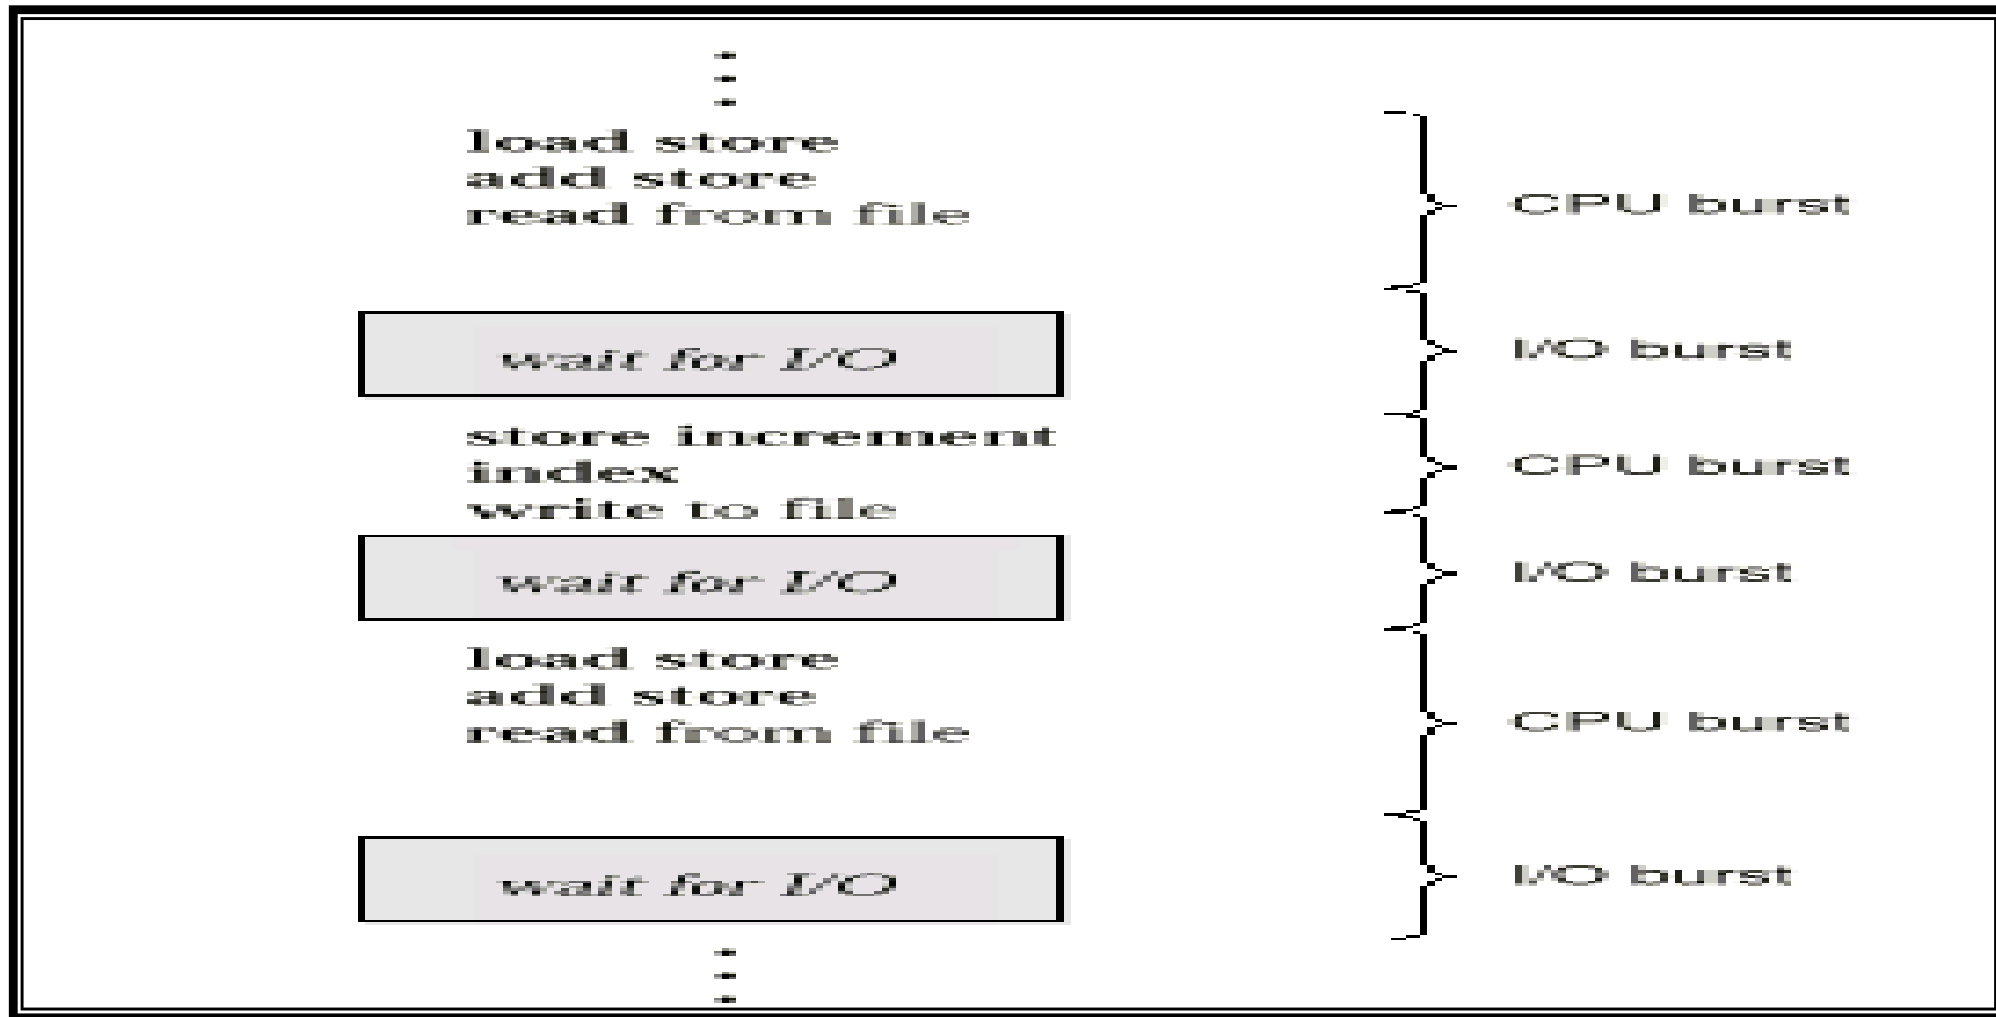 load store
add store
read from file
CPU burst
wait for I/O
I/O burst
store increment
index
write to file
CPU burst
wait for I/O
I/O burst
load store
add store
read from file
CPU burst
wait for I/O
I/O burst